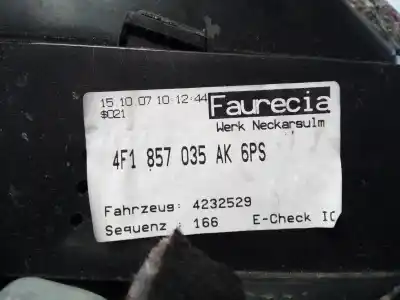 15.10.07 10:12:44 Faurecia
$021
Werk Neckarsulm
4F1 857 035 AK 6PS
Fahrzeug: 4232529
Sequenz : 166 E-Check IO